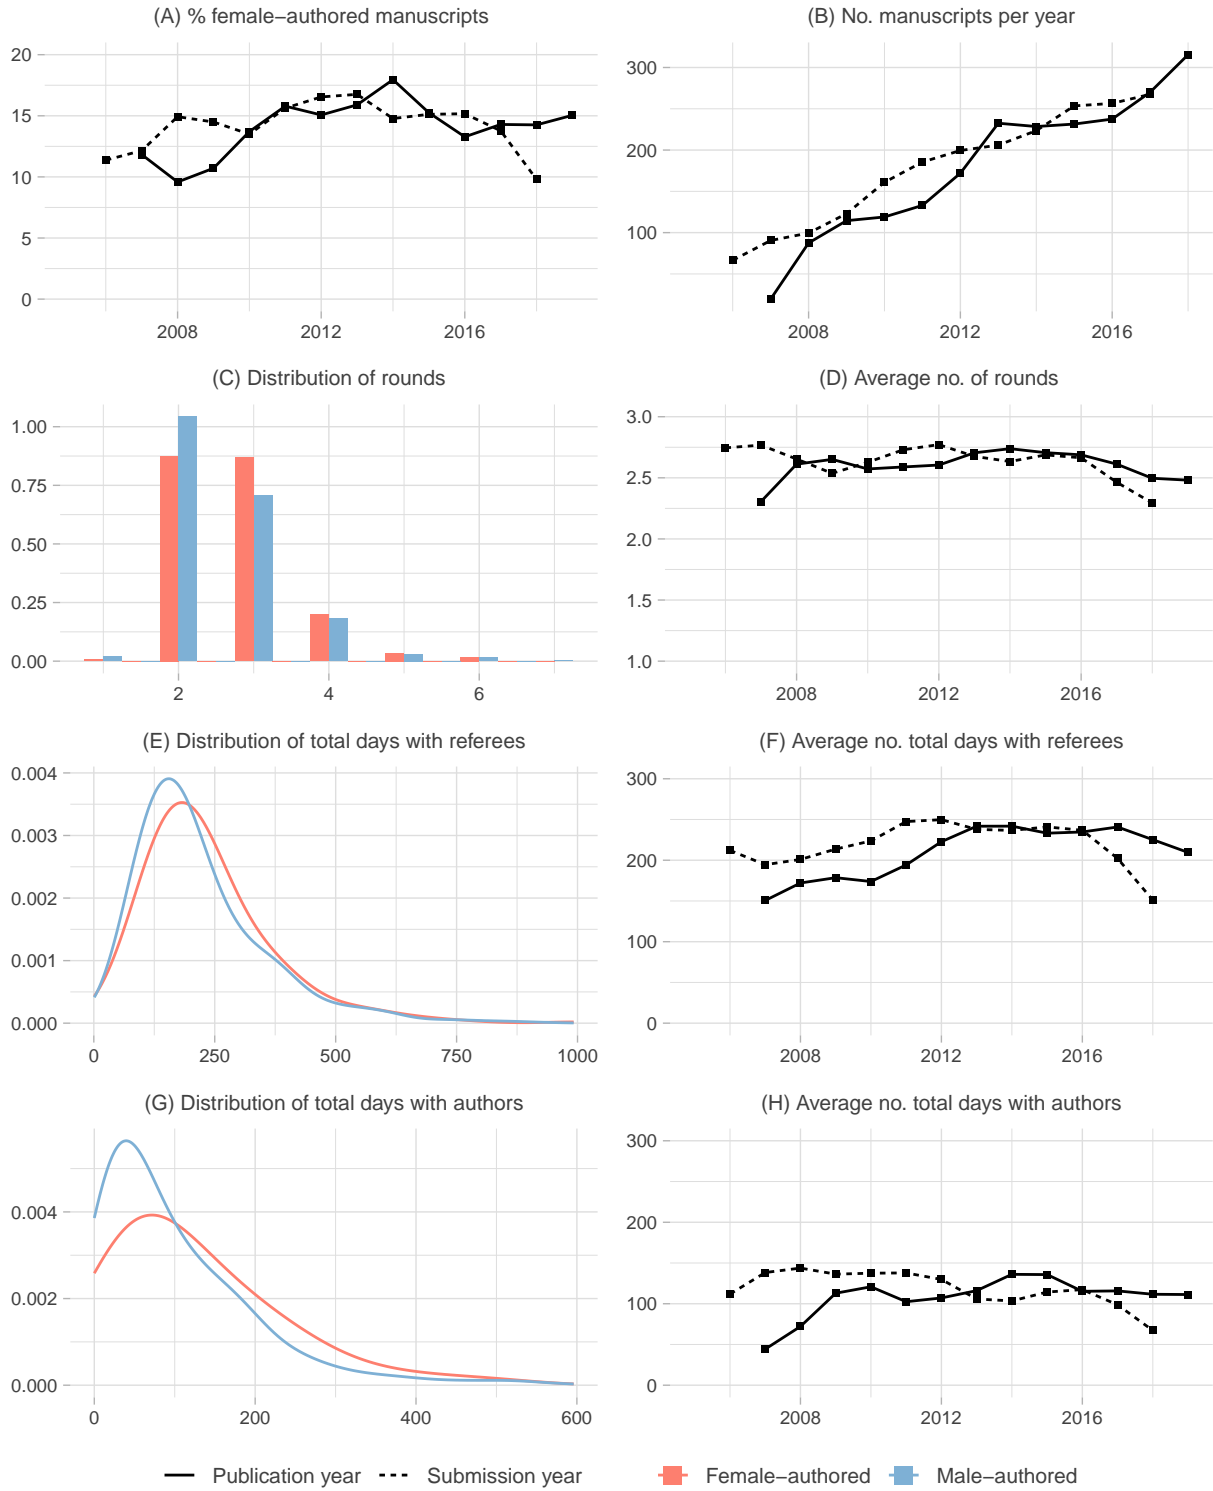 (A) % female−authored manuscripts
20
15
10
5
0
2008 2012 2016
(B) No. manuscripts per year
300
200
100
2008 2012 2016
(C) Distribution of rounds
1.00
0.75
0.50
0.25
0.00
2 4 6
(D) Average no. of rounds
3.0
2.5
2.0
1.5
1.0
2008 2012 2016
(E) Distribution of total days with referees
0.004
0.003
0.002
0.001
0.000
0 250 500 750 1000
(F) Average no. total days with referees
300
200
100
0
2008 2012 2016
(G) Distribution of total days with authors
0.004
0.002
0.000
0 200 400 600
(H) Average no. total days with authors
300
200
100
0
2008 2012 2016
Publication year Submission year Female−authored Male−authored